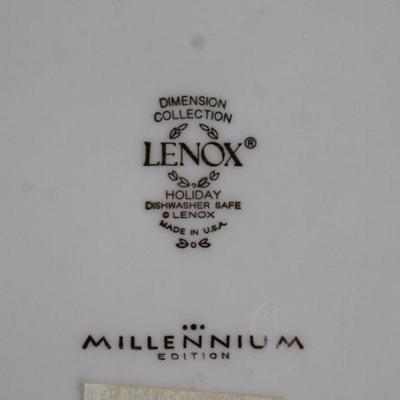 DIMENSION
COLLECTION
LENOX®
HOLIDAY
DISHWASHER SAFE
© LENOX
MADE IN U.S.A.
MILLENNIUM
EDITION